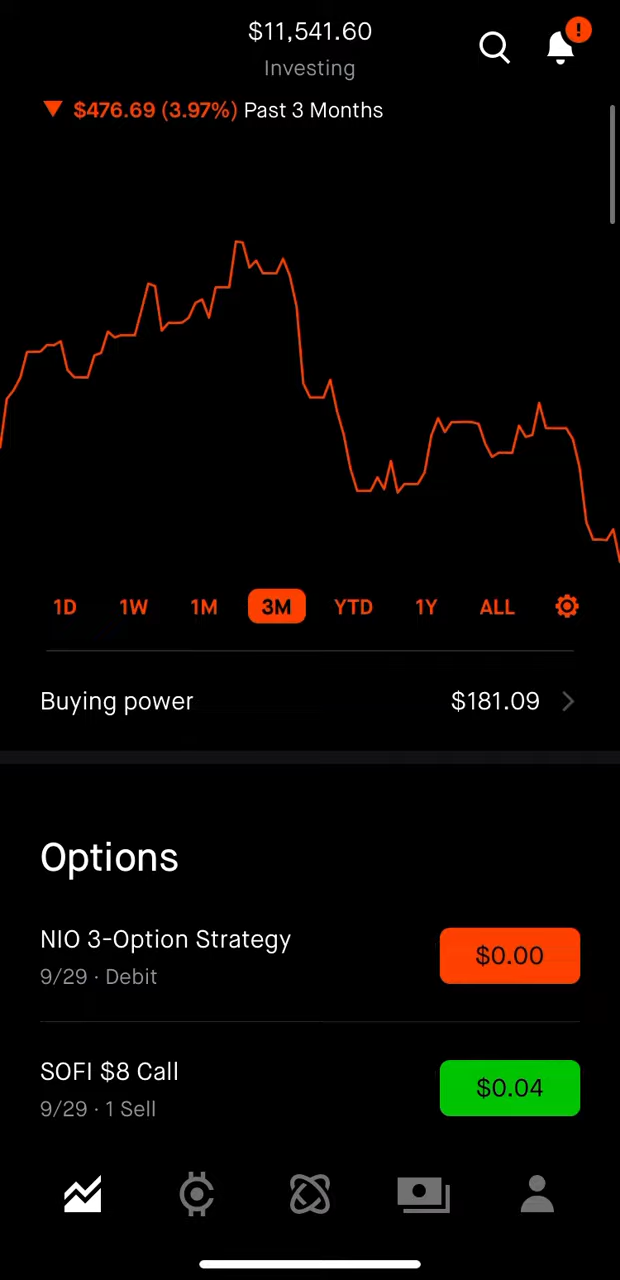 $11,541.60
Investing
!
▼ $476.69 (3.97%) Past 3 Months
1D 1W 1M 3M YTD 1Y ALL
Buying power $181.09
Options
NIO 3-Option Strategy
$0.00
9/29 · Debit
SOFI $8 Call
$0.04
9/29 · 1 Sell